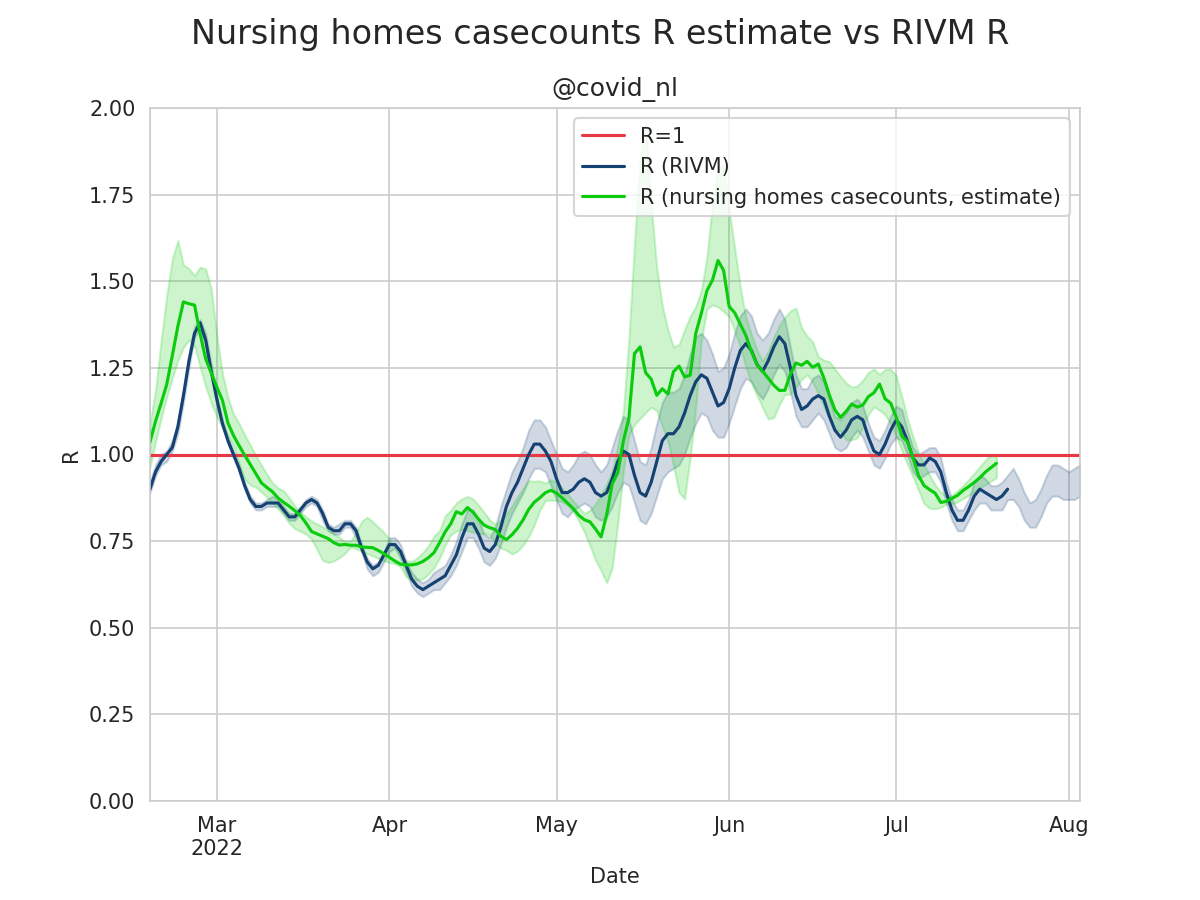 Nursing homes casecounts R estimate vs RIVM R
@covid_nl
R=1
R (RIVM)
R (nursing homes casecounts, estimate)
2.00
1.75
1.50
1.25
1.00
0.75
0.50
0.25
0.00
R
Mar
2022
Apr
May
Jun
Jul
Aug
Date